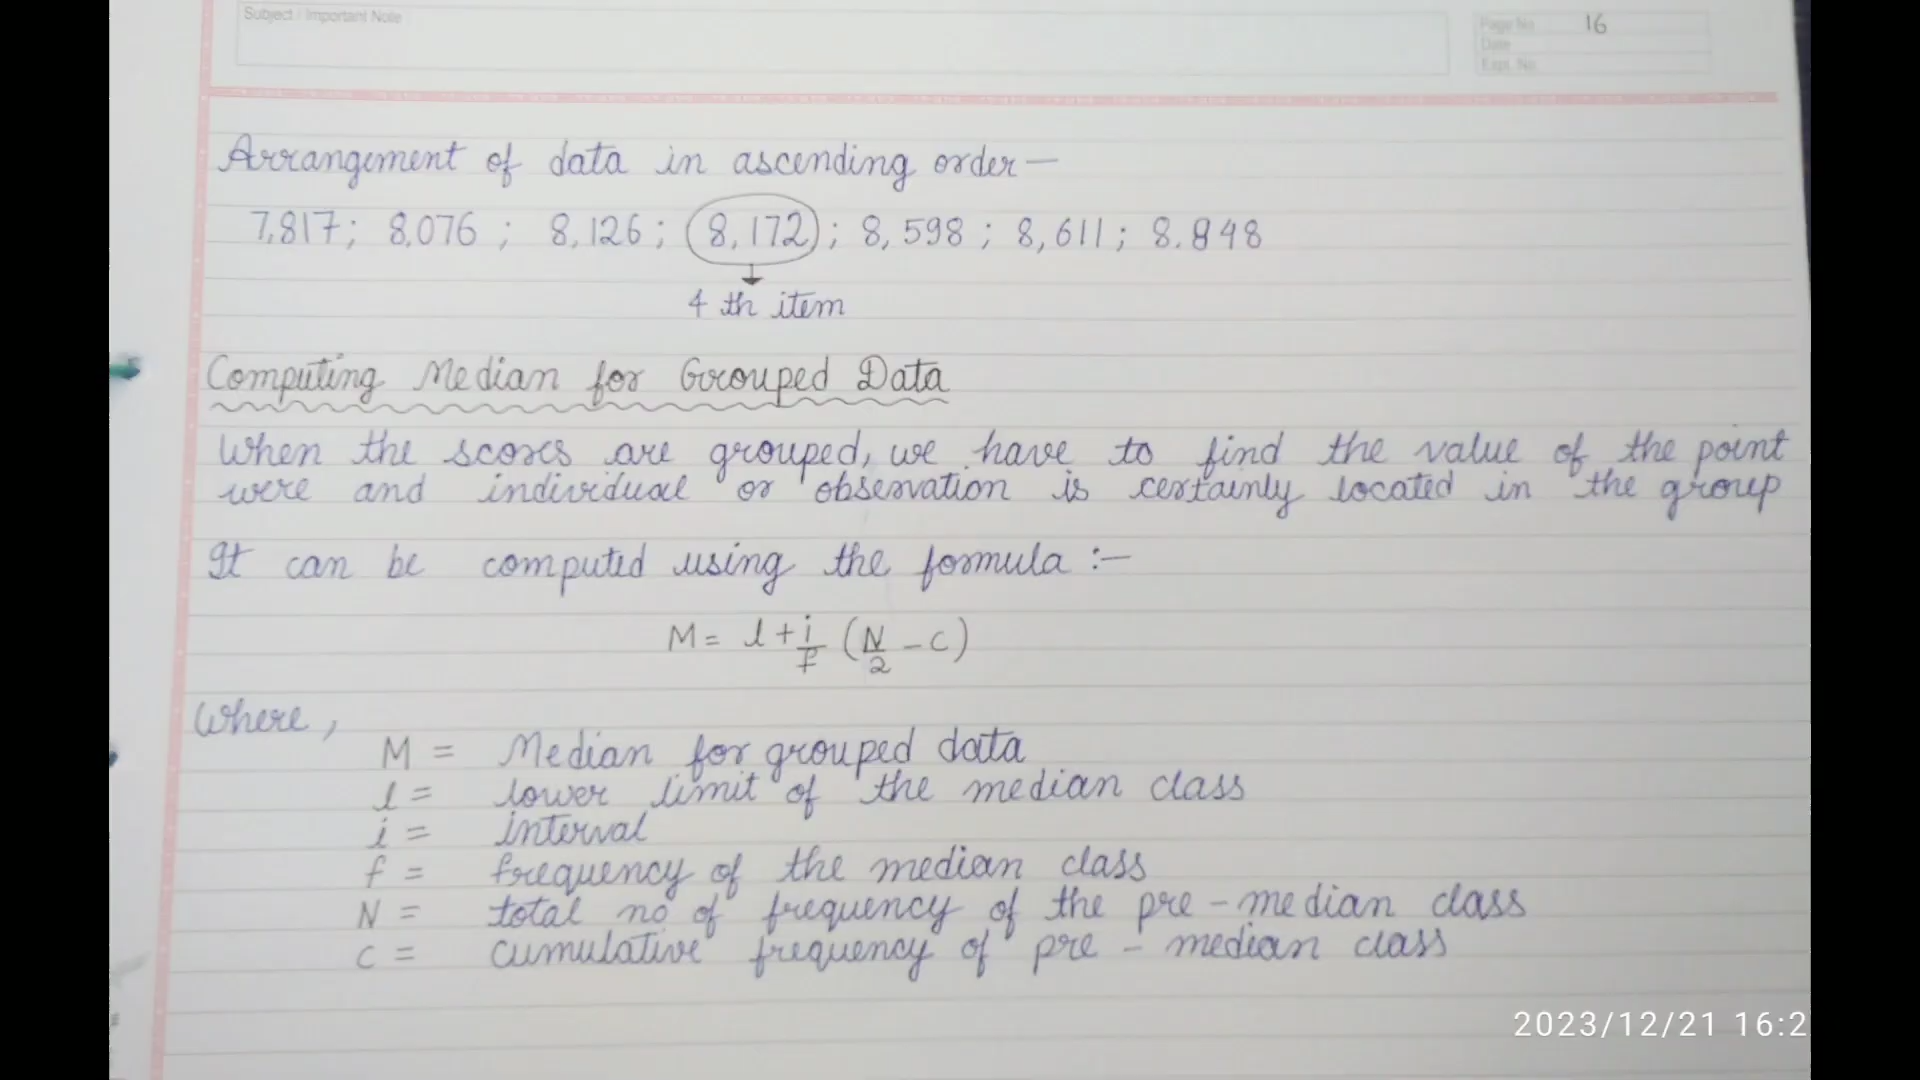 Subject / Important Note
Page No 16
Date
Expt. No.
Arrangement of data in ascending order—
7,817; 8,076 ; 8,126 ; 8,172 ; 8,598 ; 8,611 ; 8.848
4 th item
Computing Median for Grouped Data
When the scores are grouped, we have to find the value of the point
were and individual or observation is certainly located in the group
It can be computed using the formula :—
M = l + i/f (N/2 - c)
Where,
M = Median for grouped data
l = lower limit of the median class
i = interval
f = frequency of the median class
N = total no of frequency of the pre - median class
c = cumulative frequency of pre - median class
2023/12/21 16:2